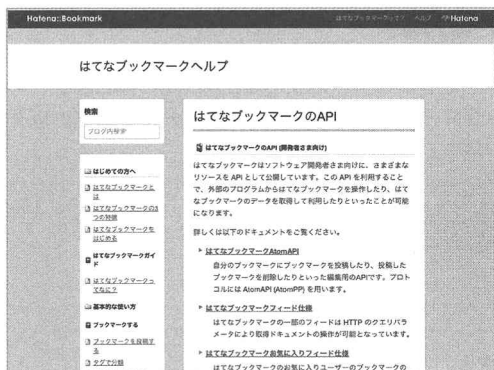 Hatena::Bookmark
はてなブックマークって？ ヘルプ Hatena
はてなブックマークヘルプ
検索
ブログ内検索
はじめての方へ
はてなブックマークと
は
はてなブックマークの3
つの特徴
はてなブックマークを
はじめる
はてなブックマークガイ
ド
はてなブックマークっ
てなに？
基本的な使い方
ブックマークする
ブックマークを投稿す
る
タグで分類
はてなブックマークのAPI
はてなブックマークのAPI (開発者さま向け)
はてなブックマークはソフトウェア開発者さま向けに、さまざまな
リソースを API として公開しています。この API を利用すること
で、外部のプログラムからはてなブックマークを操作したり、はて
なブックマークのデータを取得して利用したりといったことが可能
になります。
詳しくは以下のドキュメントをご覧ください。
はてなブックマークAtomAPI
自分のブックマークにブックマークを投稿したり、投稿した
ブックマークを削除したりといった編集用のAPIです。プロト
コルには AtomAPI (AtomPP) を用います。
はてなブックマークフィード仕様
はてなブックマークの一部のフィードは HTTP のクエリパラ
メータにより取得ドキュメントの操作が可能となっています。
はてなブックマークお気に入りフィード仕様
はてなブックマークのお気に入りユーザーのブックマークの